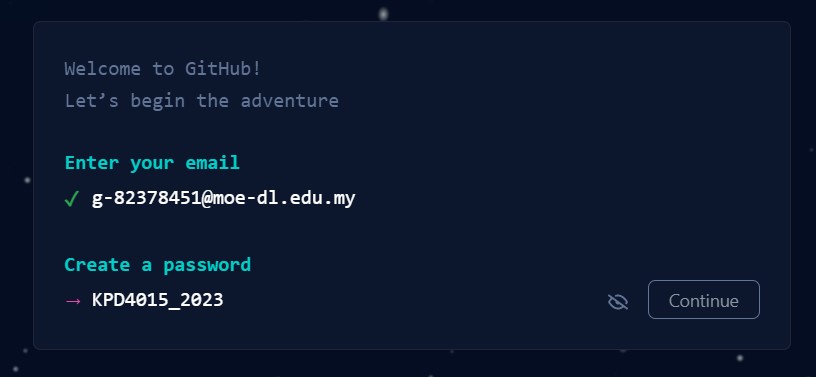 Welcome to GitHub!
Let’s begin the adventure
Enter your email
✓ g-82378451@moe-dl.edu.my
Create a password
→ KPD4015_2023
Continue